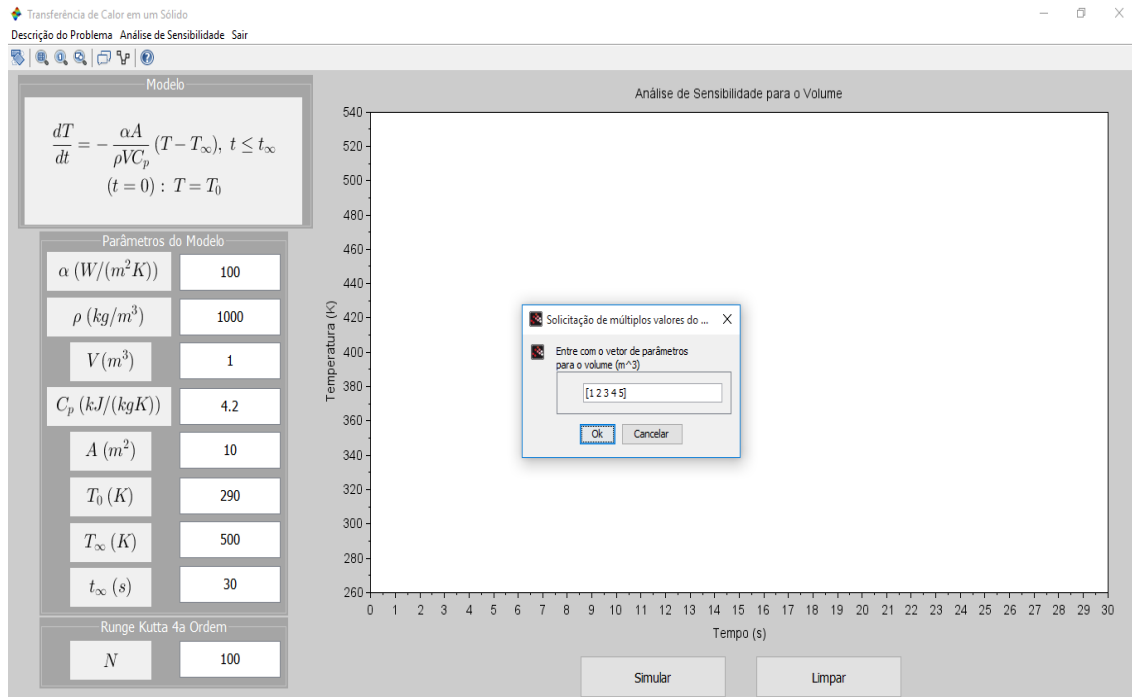 Transferência de Calor em um Sólido
Descrição do Problema Análise de Sensibilidade Sair
Modelo
dT/dt = − αA/ρVC_p (T − T∞), t ≤ t∞
(t = 0) : T = T₀
Parâmetros do Modelo
α (W/(m²K)) 100
ρ (kg/m³) 1000
V(m³) 1
C_p (kJ/(kgK)) 4.2
A (m²) 10
T₀ (K) 290
T∞ (K) 500
t∞ (s) 30
Runge Kutta 4a Ordem
N 100
Análise de Sensibilidade para o Volume
Temperatura (K)
540
520
500
480
460
440
420
400
380
360
340
320
300
280
260
0 1 2 3 4 5 6 7 8 9 10 11 12 13 14 15 16 17 18 19 20 21 22 23 24 25 26 27 28 29 30
Tempo (s)
Solicitação de múltiplos valores do ...
Entre com o vetor de parâmetros
para o volume (m^3)
[1 2 3 4 5]
Ok Cancelar
Simular Limpar